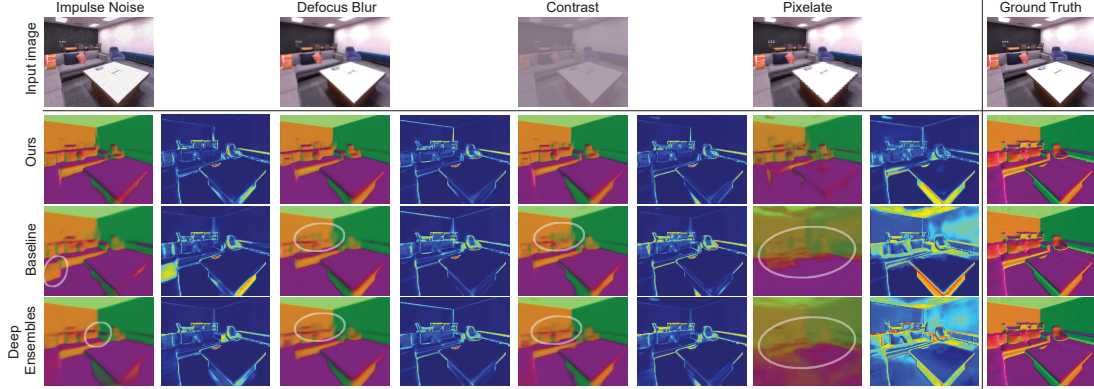 Impulse Noise
Defocus Blur
Contrast
Pixelate
Ground Truth
Input image
Ours
Baseline
Deep
Ensembles